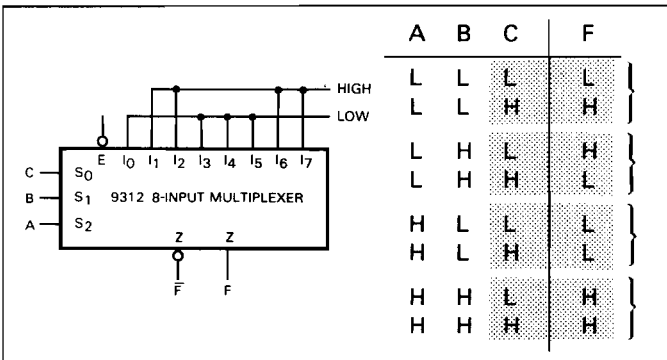 HIGH
LOW
E I0 I1 I2 I3 I4 I5 I6 I7
C S0
B S1 9312 8-INPUT MULTIPLEXER
A S2
Z Z
F̅ F
A B C F
L L L L
L L H H
L H L H
L H H L
H L L L
H L H L
H H L H
H H H H